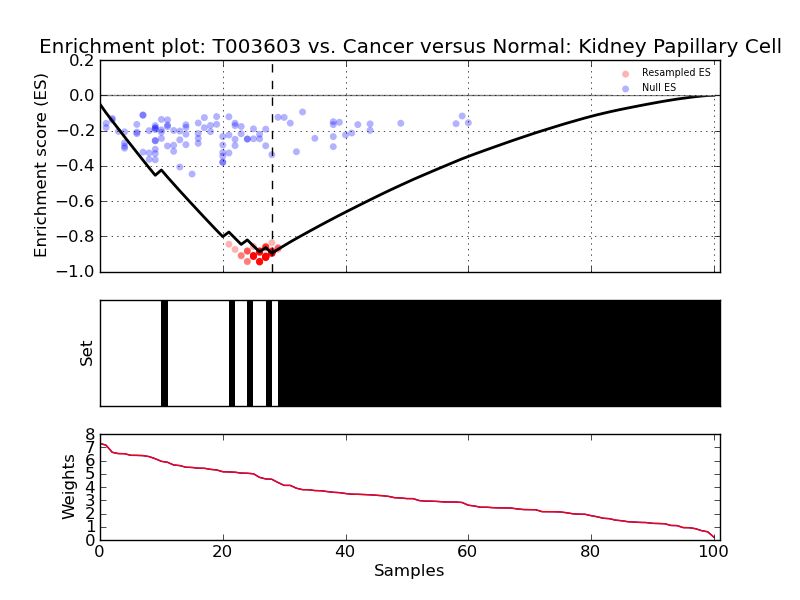 Enrichment plot: T003603 vs. Cancer versus Normal: Kidney Papillary Cell
0.2
0.0
−0.2
−0.4
−0.6
−0.8
−1.0
Enrichment score (ES)
Resampled ES
Null ES
Set
8
7
6
5
4
3
2
1
0
Weights
0 20 40 60 80 100
Samples